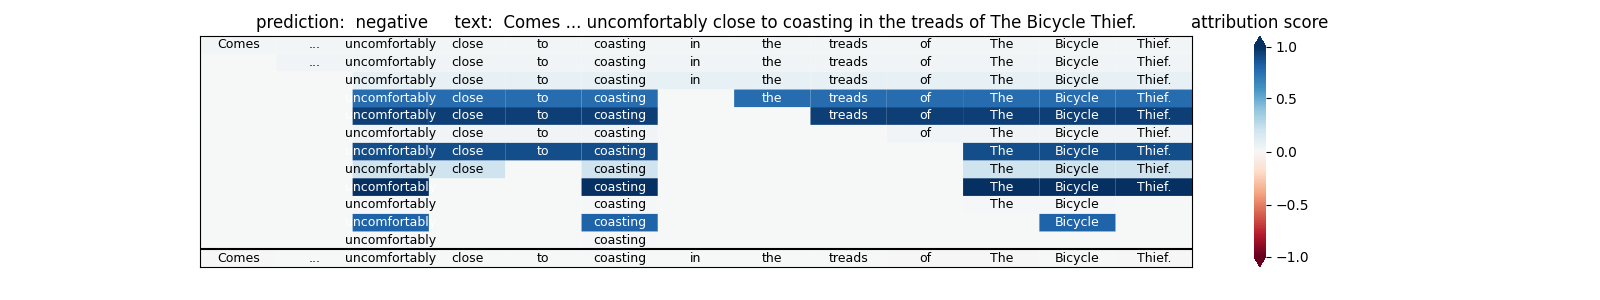 prediction: negative text: Comes ... uncomfortably close to coasting in the treads of The Bicycle Thief. attribution score
Comes ... uncomfortably close to coasting in the treads of The Bicycle Thief. 1.0
... uncomfortably close to coasting in the treads of The Bicycle Thief.
uncomfortably close to coasting in the treads of The Bicycle Thief.
uncomfortably close to coasting the treads of The Bicycle Thief. 0.5
uncomfortably close to coasting treads of The Bicycle Thief.
uncomfortably close to coasting of The Bicycle Thief.
uncomfortably close to coasting The Bicycle Thief. 0.0
uncomfortably close coasting The Bicycle Thief.
uncomfortably coasting The Bicycle Thief.
uncomfortably coasting The Bicycle −0.5
uncomfortably coasting Bicycle
uncomfortably coasting
Comes ... uncomfortably close to coasting in the treads of The Bicycle Thief. −1.0